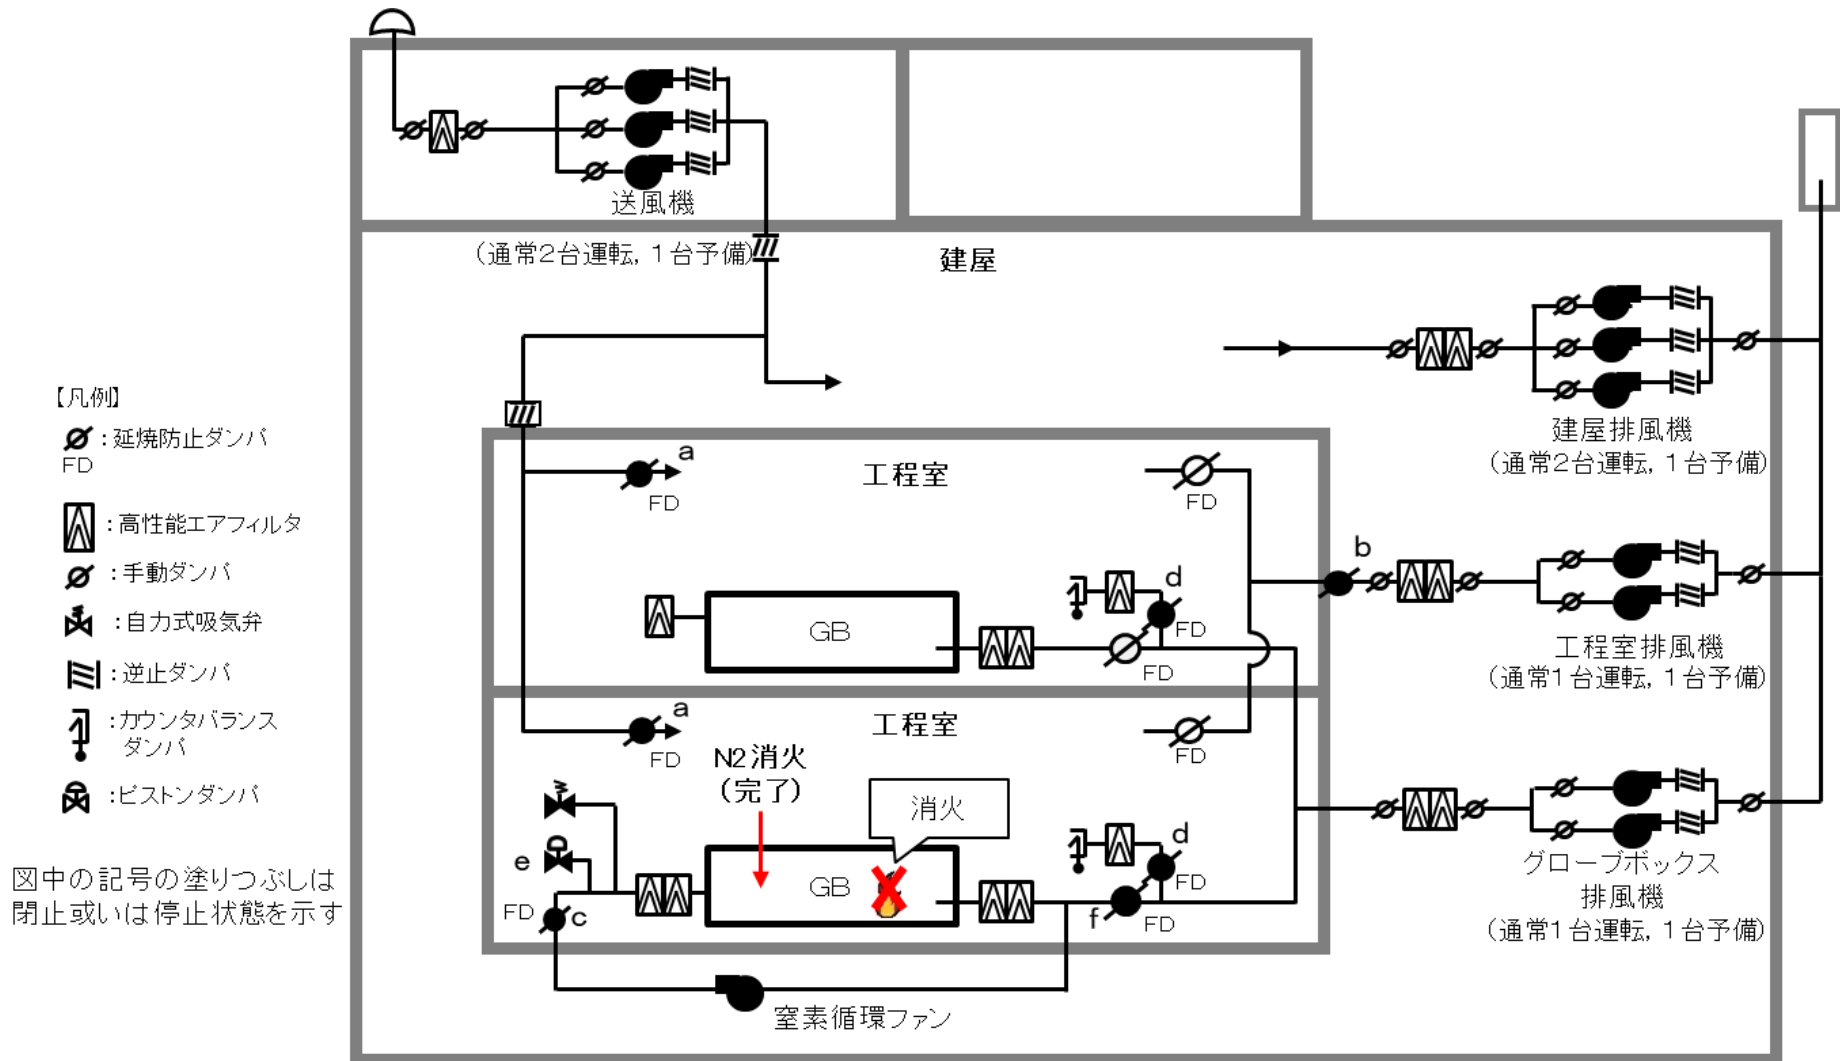 送風機
(通常2台運転, 1台予備)
建屋
【凡例】
：延焼防止ダンパ
FD
：高性能エアフィルタ
：手動ダンパ
：自力式吸気弁
：逆止ダンパ
：カウンタバランス
ダンパ
：ピストンダンパ
図中の記号の塗りつぶしは
閉止或いは停止状態を示す
工程室
a
FD
FD
GB
d
FD
FD
b
工程室
a
FD
FD
N2消火
(完了)
消火
e
FD
c
GB
d
FD
f
FD
窒素循環ファン
建屋排風機
(通常2台運転, 1台予備)
工程室排風機
(通常1台運転, 1台予備)
グローブボックス
排風機
(通常1台運転, 1台予備)